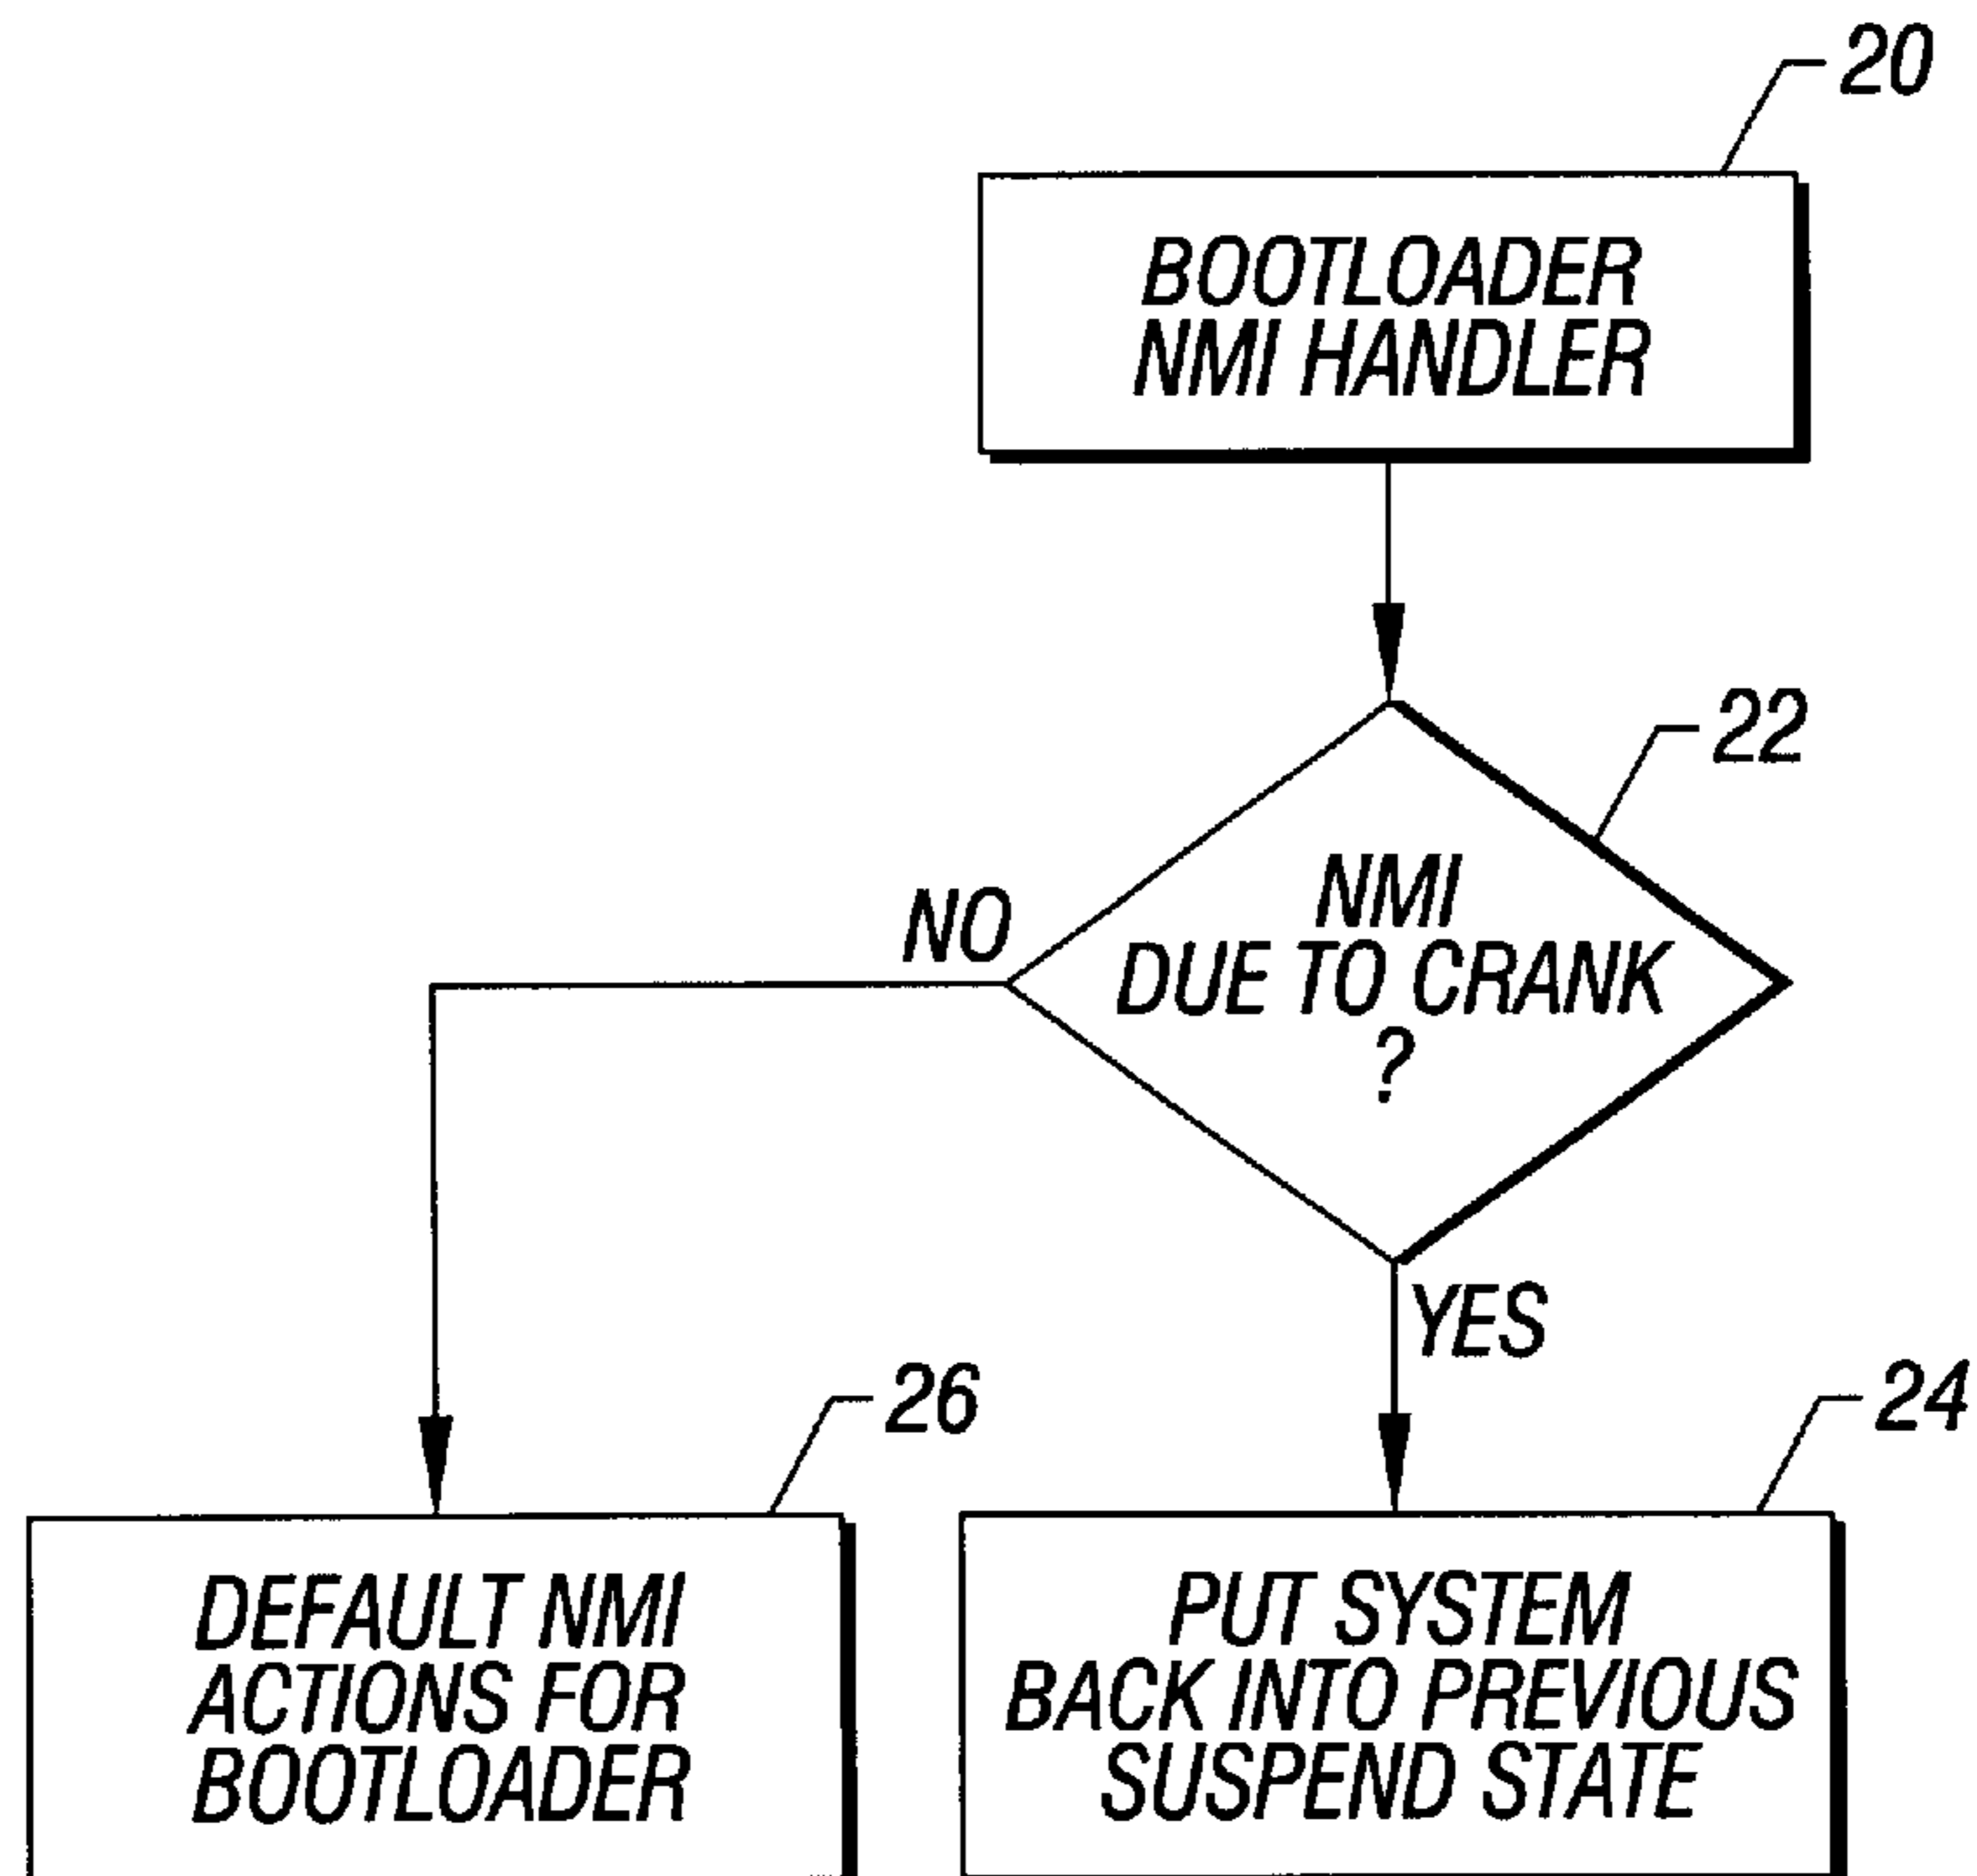 20
BOOTLOADER
NMI HANDLER
22
NMI
DUE TO CRANK
?
NO
YES
26
24
DEFAULT NMI
ACTIONS FOR
BOOTLOADER
PUT SYSTEM
BACK INTO PREVIOUS
SUSPEND STATE